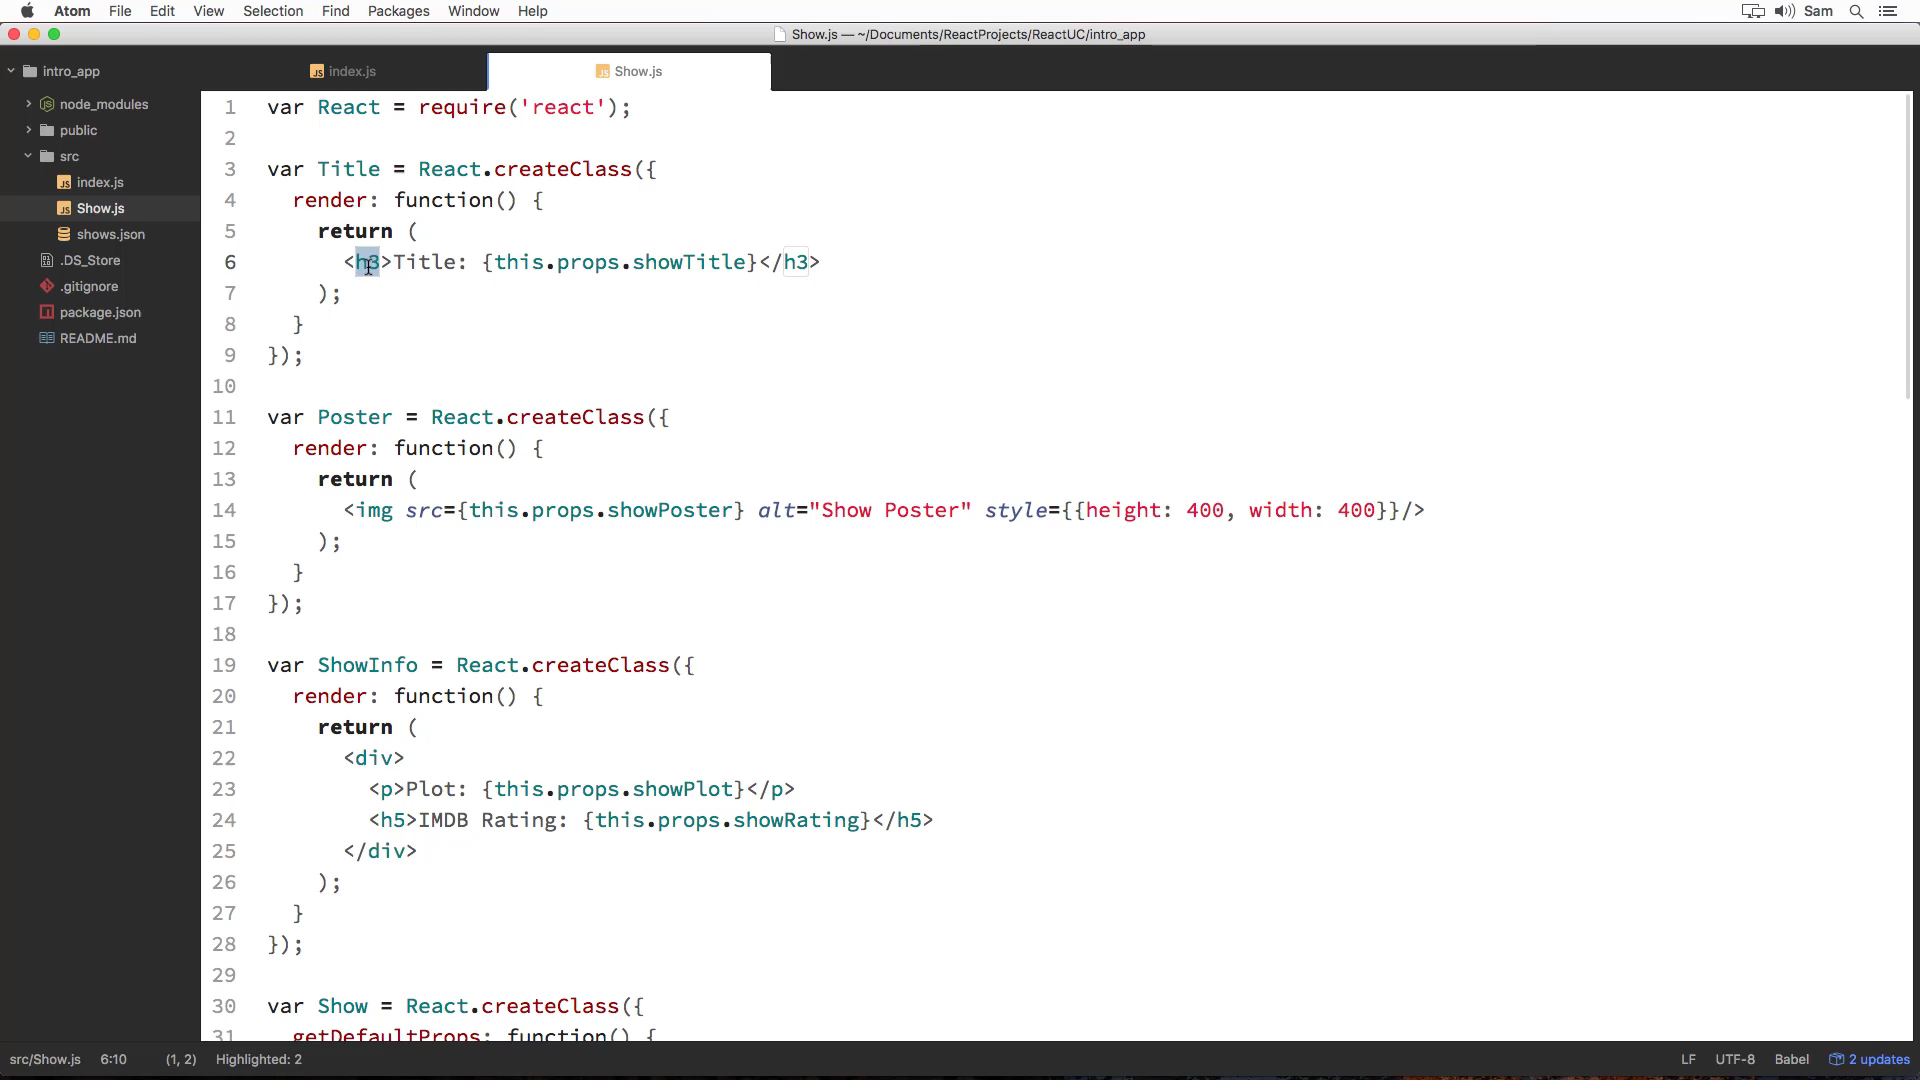 Atom File Edit View Selection Find Packages Window Help Sam
Show.js — ~/Documents/ReactProjects/ReactUC/intro_app
intro_app
index.js
Show.js
node_modules
public
src
index.js
Show.js
shows.json
.DS_Store
.gitignore
package.json
README.md
1 var React = require('react');
2
3 var Title = React.createClass({
4   render: function() {
5     return (
6       <h3>Title: {this.props.showTitle}</h3>
7     );
8   }
9 });
10
11 var Poster = React.createClass({
12   render: function() {
13     return (
14       <img src={this.props.showPoster} alt="Show Poster" style={{height: 400, width: 400}}/>
15     );
16   }
17 });
18
19 var ShowInfo = React.createClass({
20   render: function() {
21     return (
22       <div>
23         <p>Plot: {this.props.showPlot}</p>
24         <h5>IMDB Rating: {this.props.showRating}</h5>
25       </div>
26     );
27   }
28 });
29
30 var Show = React.createClass({
31   getDefaultProps: function() {
src/Show.js 6:10 (1, 2) Highlighted: 2 LF UTF-8 Babel 2 updates